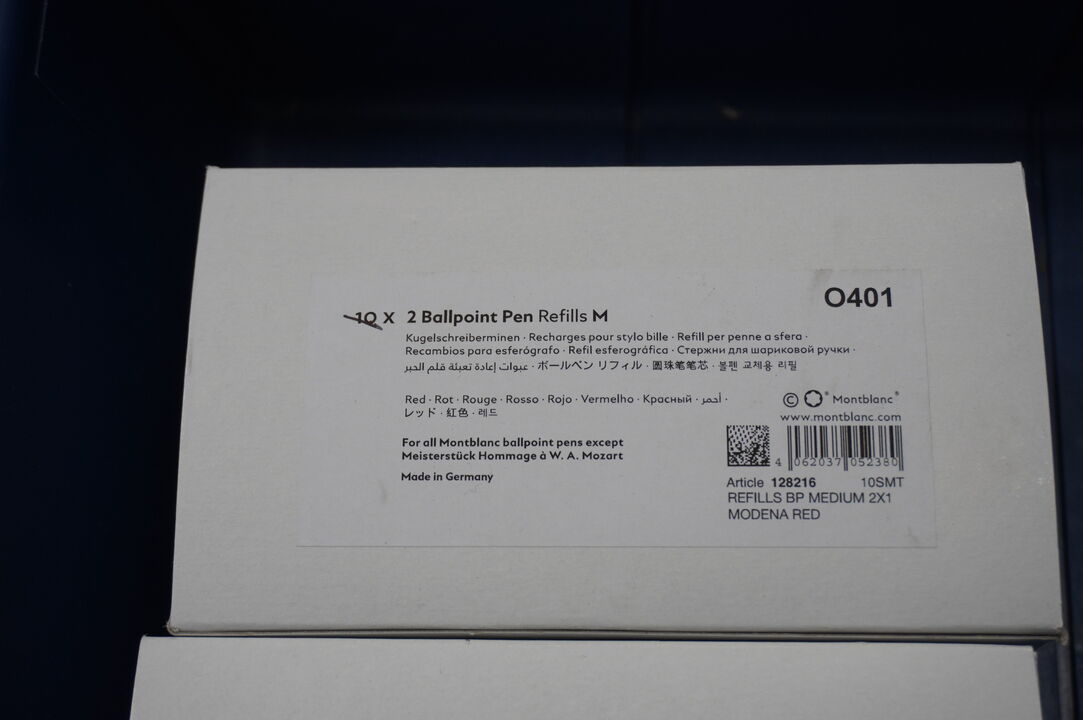 O401
10 X 2 Ballpoint Pen Refills M
Kugelschreiberminen · Recharges pour stylo bille · Refill per penne a sfera ·
Recambios para esferógrafo · Refil esferográfica · Стержни для шариковой ручки ·
عبوات إعادة تعبئة قلم الحبر · ボールペン リフィル · 圆珠笔笔芯 · 볼펜 교체용 리필
Red · Rot · Rouge · Rosso · Rojo · Vermelho · Красный · أحمر ·
レッド · 紅色 · 레드
© ® Montblanc®
www.montblanc.com
For all Montblanc ballpoint pens except
Meisterstück Hommage à W. A. Mozart
Made in Germany
4 062037 052380
Article 128216 10SMT
REFILLS BP MEDIUM 2X1
MODENA RED